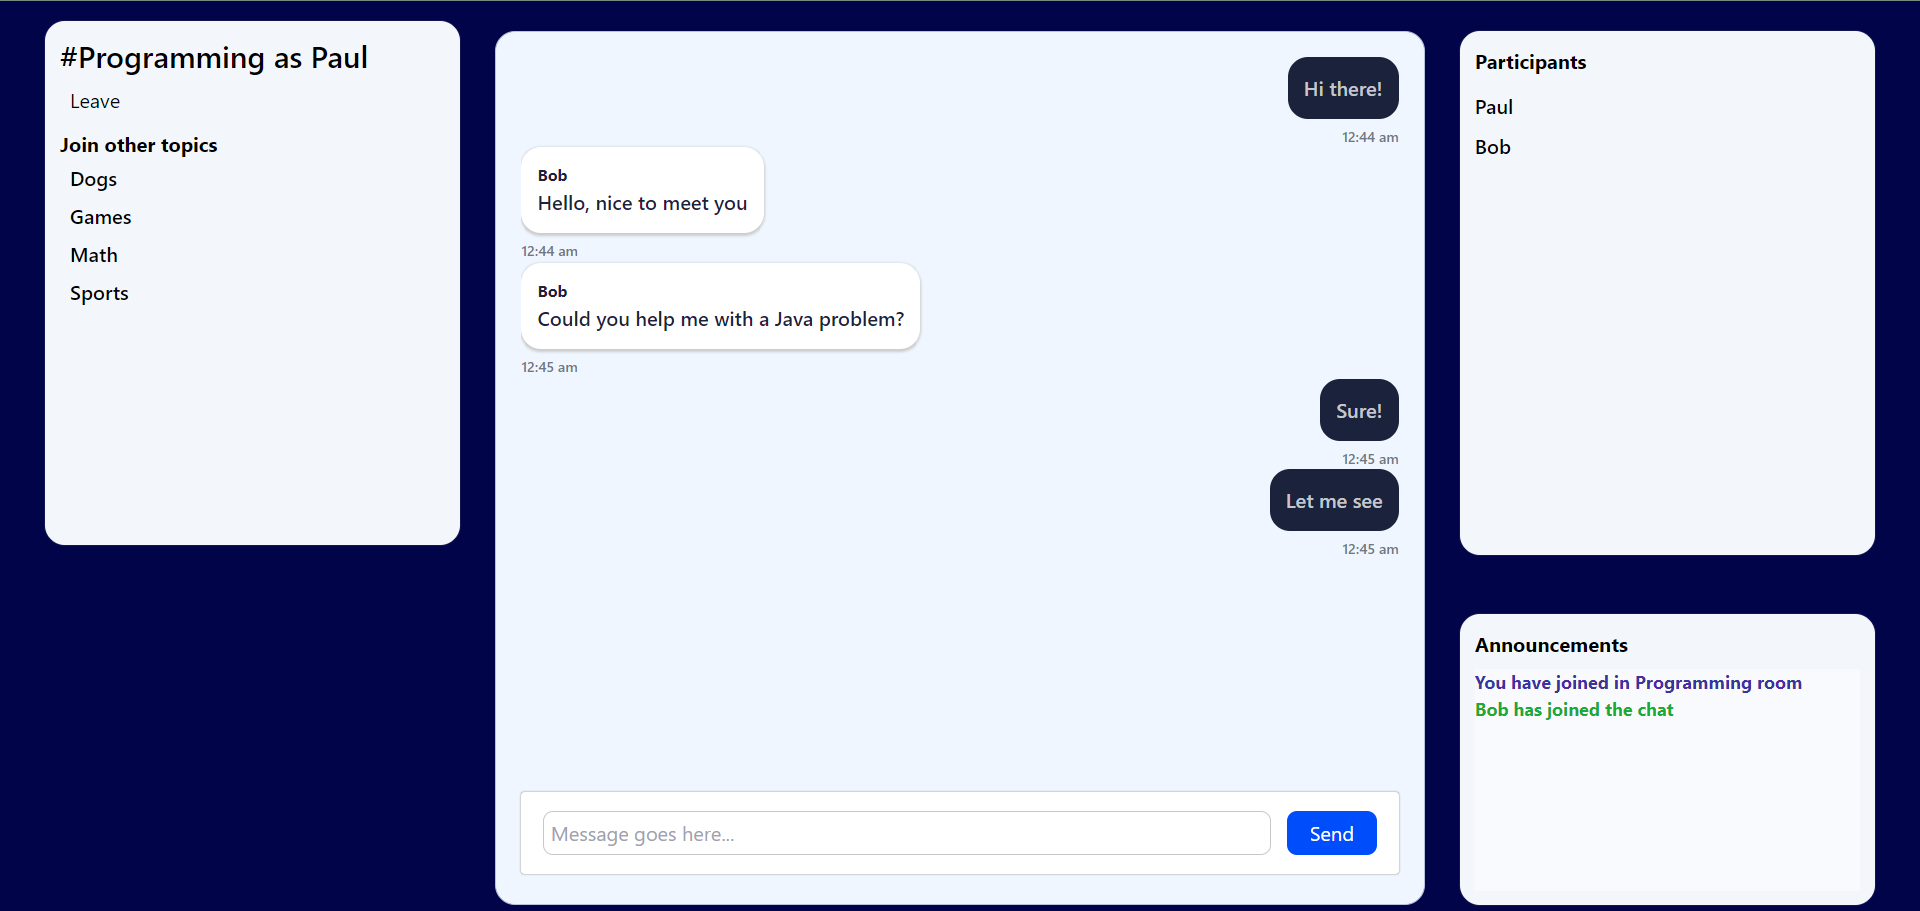 #Programming as Paul
Leave
Join other topics
Dogs
Games
Math
Sports
Hi there!
12:44 am
Bob
Hello, nice to meet you
12:44 am
Bob
Could you help me with a Java problem?
12:45 am
Sure!
12:45 am
Let me see
12:45 am
Message goes here...
Send
Participants
Paul
Bob
Announcements
You have joined in Programming room
Bob has joined the chat